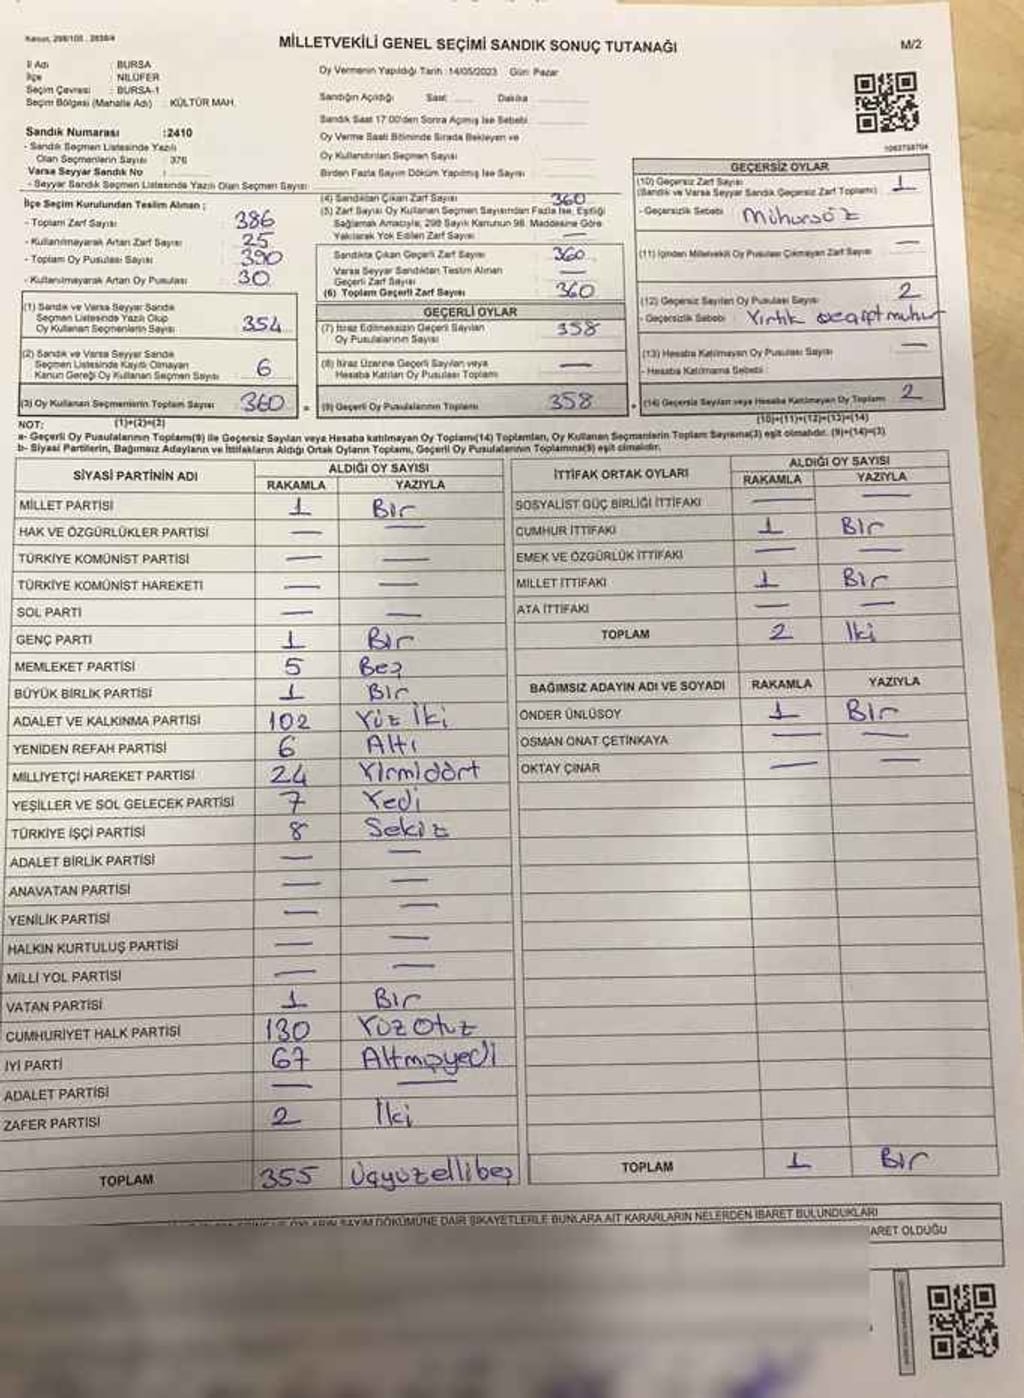 Kanun, 298/105 , 2839/4
MİLLETVEKİLİ GENEL SEÇİMİ SANDIK SONUÇ TUTANAĞI
M/2
İl Adı : BURSA
İlçe : NİLÜFER
Seçim Çevresi : BURSA-1
Seçim Bölgesi (Mahalle Adı) : KÜLTÜR MAH.
Sandık Numarası :2410
- Sandık Seçmen Listesinde Yazılı
Olan Seçmenlerin Sayısı : 376
Varsa Seyyar Sandık No :
- Seyyar Sandık Seçmen Listesinde Yazılı Olan Seçmen Sayısı :
İlçe Seçim Kurulundan Teslim Alınan ;
- Toplam Zarf Sayısı : 386
- Kullanılmayarak Artan Zarf Sayısı : 25
- Toplam Oy Pusulası Sayısı : 390
- Kullanılmayarak Artan Oy Pusulası : 30
(1) Sandık ve Varsa Seyyar Sandık
Seçmen Listesinde Yazılı Olup
Oy Kullanan Seçmenlerin Sayısı : 354
(2) Sandık ve Varsa Seyyar Sandık
Seçmen Listesinde Kayıtlı Olmayan
Kanun Gereği Oy Kullanan Seçmen Sayısı : 6
(3) Oy Kullanan Seçmenlerin Toplam Sayısı : 360
(1)+(2)=(3)
Oy Vermenin Yapıldığı Tarih :14/05/2023 Gün: Pazar
Sandığın Açıldığı Saat ...... Dakika
Sandık Saat 17:00'den Sonra Açılmış İse Sebebi
Oy Verme Saati Bitiminde Sırada Bekleyen ve
Oy Kullandırılan Seçmen Sayısı
Birden Fazla Sayım Döküm Yapılmış İse Sayısı
(4) Sandıktan Çıkan Zarf Sayısı 360
(5) Zarf Sayısı Oy Kullanan Seçmen Sayısından Fazla İse, Eşitliği
Sağlamak Amacıyla, 298 Sayılı Kanunun 98. Maddesine Göre
Yakılarak Yok Edilen Zarf Sayısı —
Sandıkta Çıkan Geçerli Zarf Sayısı 360
Varsa Seyyar Sandıktan Teslim Alınan
Geçerli Zarf Sayısı —
(6) Toplam Geçerli Zarf Sayısı 360
GEÇERLİ OYLAR
(7) İtiraz Edilmeksizin Geçerli Sayılan
Oy Pusulalarının Sayısı 358
(8) İtiraz Üzerine Geçerli Sayılan veya
Hesaba Katılan Oy Pusulası Toplamı —
= (9) Geçerli Oy Pusulalarının Toplamı 358
GEÇERSİZ OYLAR
(10) Geçersiz Zarf Sayısı
(Sandık ve Varsa Seyyar Sandık Geçersiz Zarf Toplamı) 1
- Geçersizlik Sebebi : Mühürsüz
(11) İçinden Milletvekili Oy Pusulası Çıkmayan Zarf Sayısı —
(12) Geçersiz Sayılan Oy Pusulası Sayısı 2
- Geçersizlik Sebebi : Yırtık
(13) Hesaba Katılmayan Oy Pusulası Sayısı —
- Hesaba Katılmama Sebebi :
+ (14) Geçersiz Sayılan veya Hesaba Katılmayan Oy Toplamı 2
(10)+(11)+(12)+(13)=(14)
NOT:
a- Geçerli Oy Pusulalarının Toplamı(9) ile Geçersiz Sayılan veya Hesaba katılmayan Oy Toplamı(14) Toplamları, Oy Kullanan Seçmenlerin Toplam Sayısına(3) eşit olmalıdır. (9)+(14)=(3)
b- Siyasi Partilerin, Bağımsız Adayların ve İttifakların Aldığı Ortak Oyların Toplamı, Geçerli Oy Pusulalarının Toplamına(9) eşit olmalıdır.
SİYASİ PARTİNİN ADI ALDIĞI OY SAYISI
RAKAMLA YAZIYLA
MİLLET PARTİSİ 1 Bir
HAK VE ÖZGÜRLÜKLER PARTİSİ — —
TÜRKİYE KOMÜNİST PARTİSİ — —
TÜRKİYE KOMÜNİST HAREKETİ — —
SOL PARTİ — —
GENÇ PARTİ 1 Bir
MEMLEKET PARTİSİ 5 Beş
BÜYÜK BİRLİK PARTİSİ 1 Bir
ADALET VE KALKINMA PARTİSİ 102 Yüz İki
YENİDEN REFAH PARTİSİ 6 Altı
MİLLİYETÇİ HAREKET PARTİSİ 24 Yirmidört
YEŞİLLER VE SOL GELECEK PARTİSİ 7 Yedi
TÜRKİYE İŞÇİ PARTİSİ 8 Sekiz
ADALET BİRLİK PARTİSİ — —
ANAVATAN PARTİSİ — —
YENİLİK PARTİSİ — —
HALKIN KURTULUŞ PARTİSİ — —
MİLLİ YOL PARTİSİ — —
VATAN PARTİSİ 1 Bir
CUMHURİYET HALK PARTİSİ 130 Yüz Otuz
İYİ PARTİ 67 Altmışyedi
ADALET PARTİSİ — —
ZAFER PARTİSİ 2 İki
TOPLAM 355 Üçyüzellibeş
İTTİFAK ORTAK OYLARI ALDIĞI OY SAYISI
RAKAMLA YAZIYLA
SOSYALİST GÜÇ BİRLİĞİ İTTİFAKI — —
CUMHUR İTTİFAKI 1 Bir
EMEK VE ÖZGÜRLÜK İTTİFAKI — —
MİLLET İTTİFAKI 1 Bir
ATA İTTİFAKI — —
TOPLAM 2 İki
BAĞIMSIZ ADAYIN ADI VE SOYADI RAKAMLA YAZIYLA
ÖNDER ÜNLÜSOY 1 Bir
OSMAN ONAT ÇETİNKAYA — —
OKTAY ÇINAR — —
TOPLAM 1 Bir
OYLARIN SAYIM DÖKÜMÜNE DAİR ŞİKAYETLERLE BUNLARA AİT KARARLARIN NELERDEN İBARET BULUNDUKLARI
ARET OLDUĞU